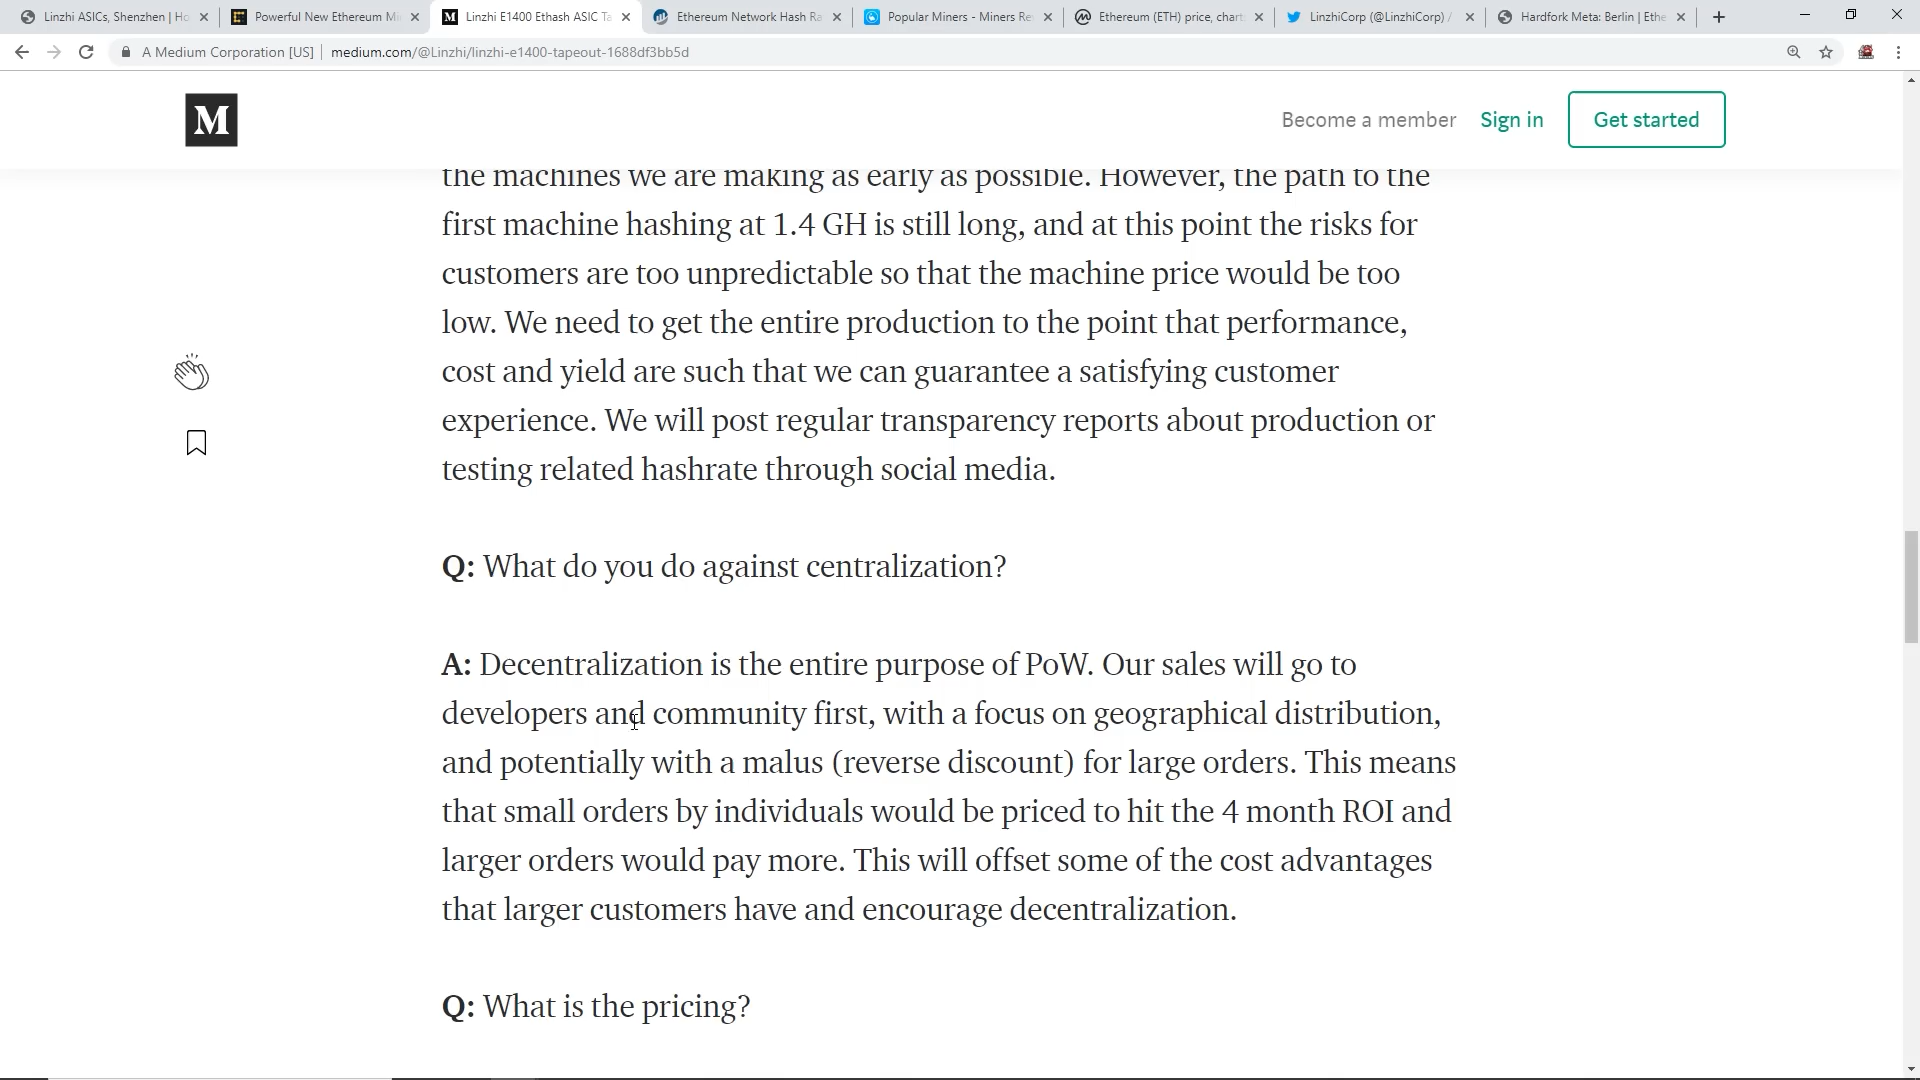 Linzhi ASICs, Shenzhen | Ho
Powerful New Ethereum Mi
Linzhi E1400 Ethash ASIC Ta
Ethereum Network Hash Ra
Popular Miners - Miners Re
Ethereum (ETH) price, chart
LinzhiCorp (@LinzhiCorp) /
Hardfork Meta: Berlin | Ethe
A Medium Corporation [US] | medium.com/@Linzhi/linzhi-e1400-tapeout-1688df3bb5d
M
Become a member Sign in Get started
the machines we are making as early as possible. However, the path to the
first machine hashing at 1.4 GH is still long, and at this point the risks for
customers are too unpredictable so that the machine price would be too
low. We need to get the entire production to the point that performance,
cost and yield are such that we can guarantee a satisfying customer
experience. We will post regular transparency reports about production or
testing related hashrate through social media.
Q: What do you do against centralization?
A: Decentralization is the entire purpose of PoW. Our sales will go to
developers and community first, with a focus on geographical distribution,
and potentially with a malus (reverse discount) for large orders. This means
that small orders by individuals would be priced to hit the 4 month ROI and
larger orders would pay more. This will offset some of the cost advantages
that larger customers have and encourage decentralization.
Q: What is the pricing?